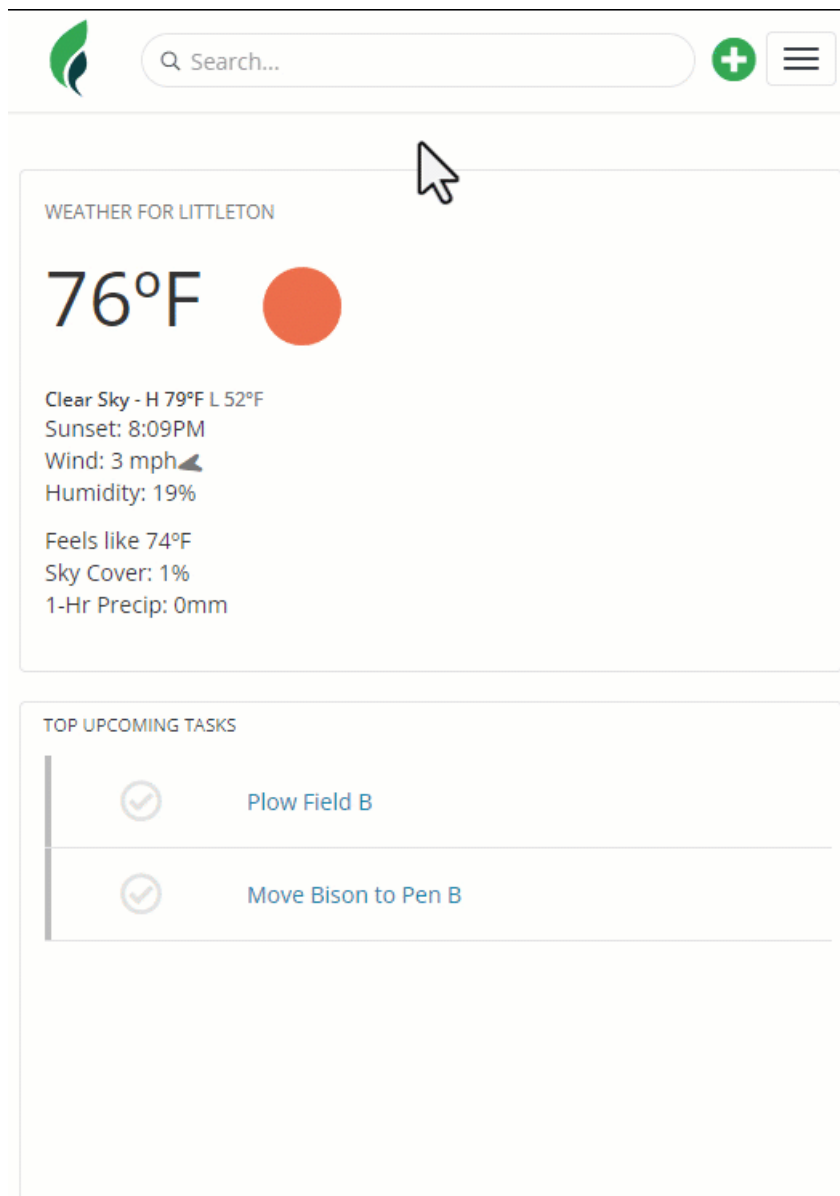 Search...
WEATHER FOR LITTLETON
76ºF
Clear Sky - H 79ºF L 52ºF
Sunset: 8:09PM
Wind: 3 mph
Humidity: 19%
Feels like 74ºF
Sky Cover: 1%
1-Hr Precip: 0mm
TOP UPCOMING TASKS
Plow Field B
Move Bison to Pen B